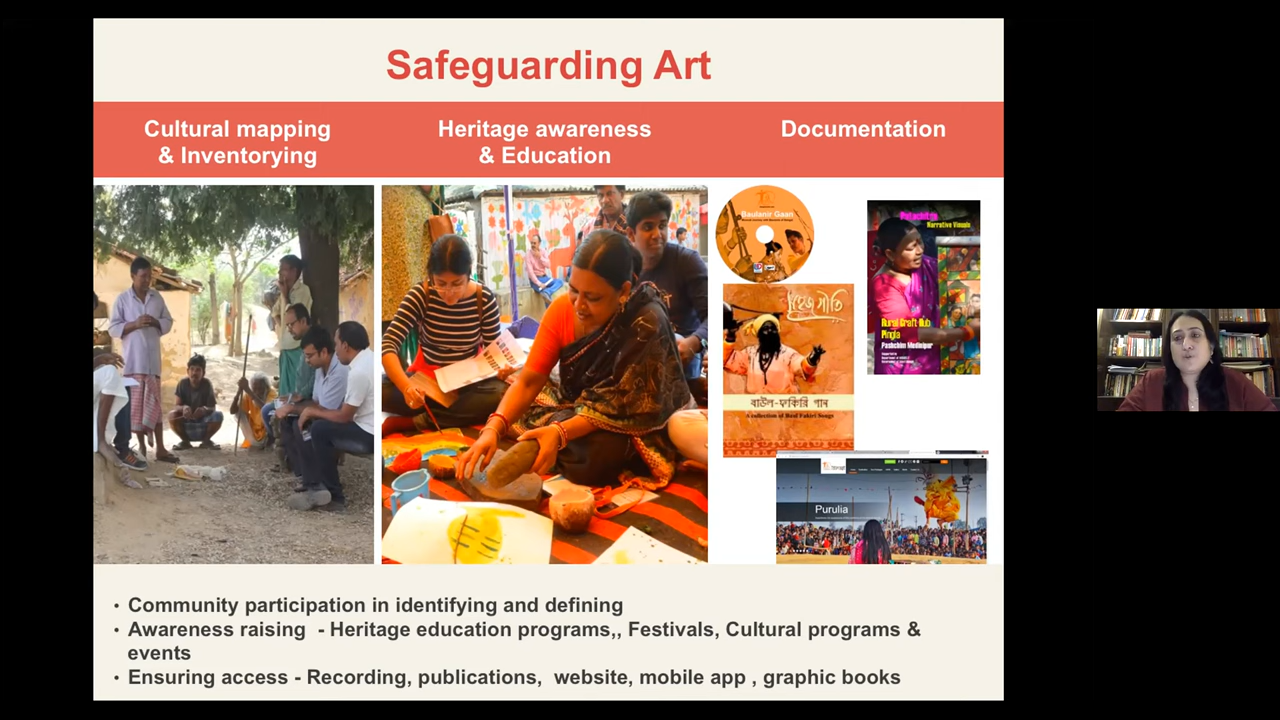 Safeguarding Art
Cultural mapping
& Inventorying
Heritage awareness
& Education
Documentation
Baulanir Gaan
Patachitra
Narrative Visuals
Rural Craft Hub
Pingla
Paschim Medinipur
বাউল-ফকিরি গান
A collection of Baul Fakiri Songs
Purulia
• Community participation in identifying and defining
• Awareness raising - Heritage education programs,, Festivals, Cultural programs &
events
• Ensuring access - Recording, publications, website, mobile app , graphic books